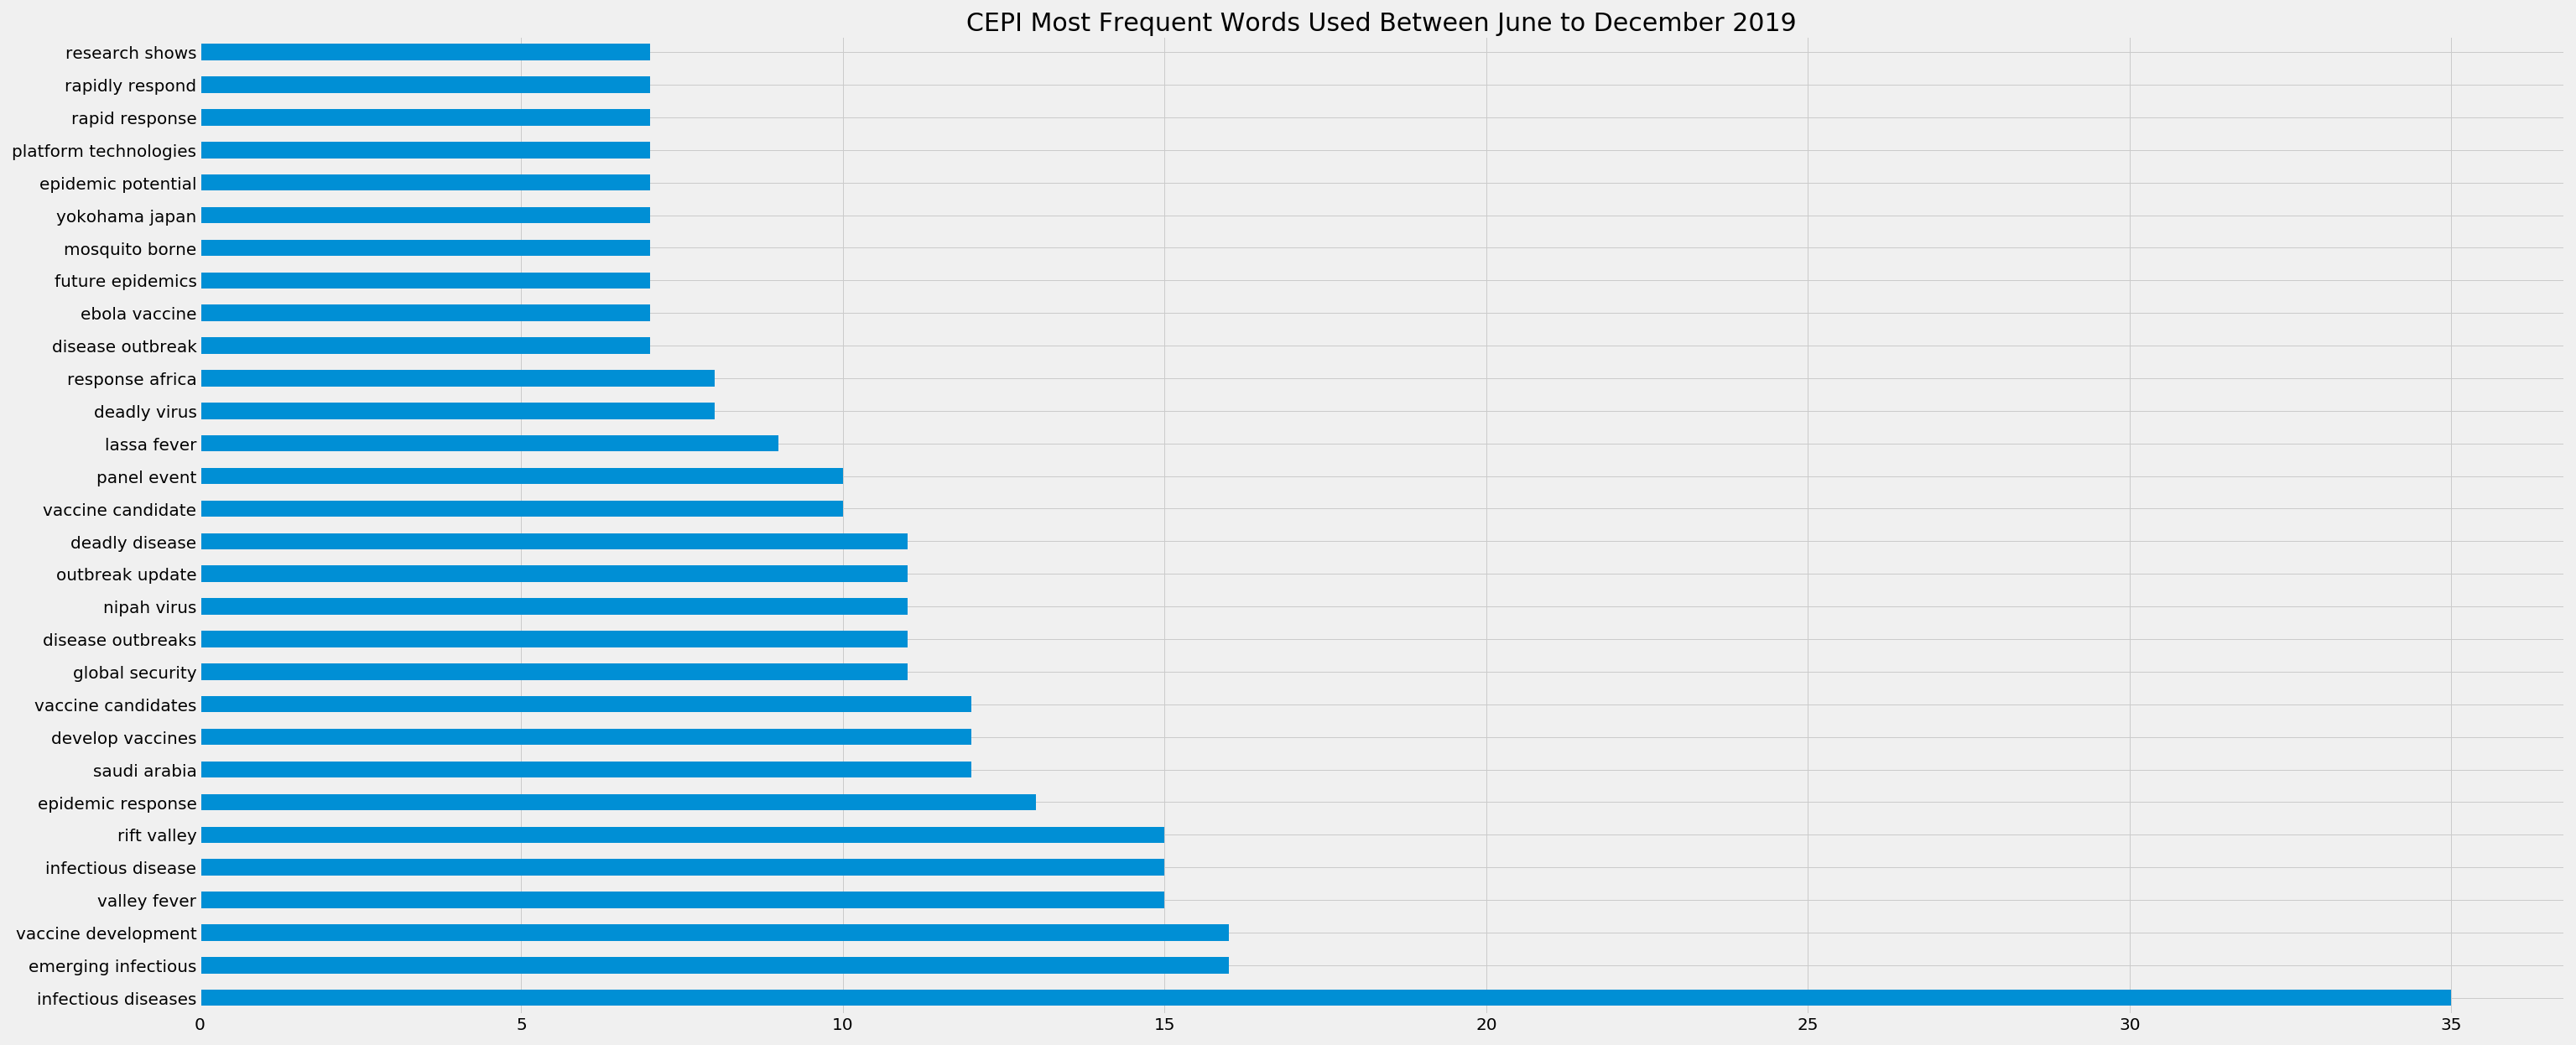 CEPI Most Frequent Words Used Between June to December 2019
research shows
rapidly respond
rapid response
platform technologies
epidemic potential
yokohama japan
mosquito borne
future epidemics
ebola vaccine
disease outbreak
response africa
deadly virus
lassa fever
panel event
vaccine candidate
deadly disease
outbreak update
nipah virus
disease outbreaks
global security
vaccine candidates
develop vaccines
saudi arabia
epidemic response
rift valley
infectious disease
valley fever
vaccine development
emerging infectious
infectious diseases
0 5 10 15 20 25 30 35